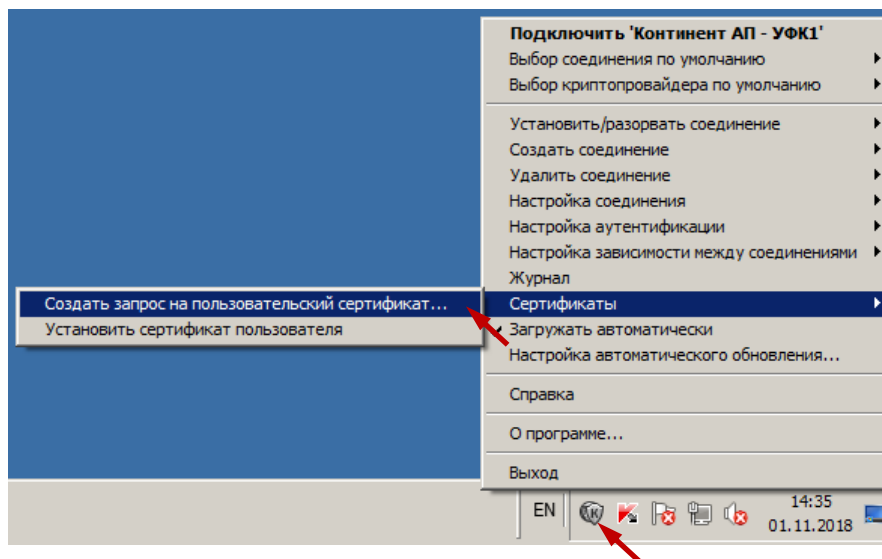 Подключить 'Континент АП - УФК1'
Выбор соединения по умолчанию
Выбор криптопровайдера по умолчанию
Установить/разорвать соединение
Создать соединение
Удалить соединение
Настройка соединения
Настройка аутентификации
Настройка зависимости между соединениями
Журнал
Сертификаты
Создать запрос на пользовательский сертификат...
Установить сертификат пользователя
Загружать автоматически
Настройка автоматического обновления...
Справка
О программе...
Выход
EN
14:35
01.11.2018